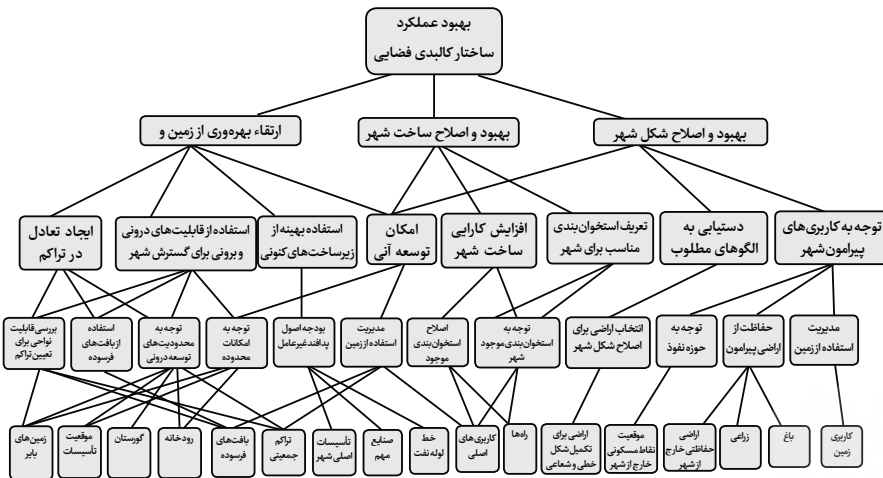 بهبود عملکرد
ساختار کالبدی فضایی
بهبود و اصلاح شکل شهر
بهبود و اصلاح ساخت شهر
ارتقاء بهره‌وری از زمین و
توجه به کاربری‌های
پیرامون شهر
دستیابی به
الگوهای مطلوب
تعریف استخوان‌بندی
مناسب برای شهر
افزایش کارایی
ساخت شهر
امکان
توسعه آتی
استفاده بهینه از
زیرساخت‌های کنونی
استفاده از قابلیت‌های درونی
و برونی برای گسترش شهر
ایجاد تعادل
در تراکم
مدیریت
استفاده از زمین
حفاظت از
اراضی پیرامون
توجه به
حوزه نفوذ
انتخاب اراضی برای
اصلاح شکل شهر
توجه به
استخوان‌بندی موجود
شهر
اصلاح
استخوان‌بندی
موجود
مدیریت
استفاده از زمین
بودجه اصول
پدافند غیرعامل
توجه به
امکانات
محدوده
توجه به
محدودیت‌های
توسعه درونی
استفاده
از بافت‌های
فرسوده
بررسی قابلیت
نواحی برای
تعیین تراکم
کاربری
زمین
باغ
زراعی
اراضی
حفاظتی خارج
از شهر
موقعیت
نقاط مسکونی
خارج از شهر
اراضی برای
تکمیل شکل
خطی و شعاعی
راه‌ها
کاربری‌های
اصلی
خط
لوله نفت
صنایع
مهم
تأسیسات
اصلی شهر
تراکم
جمعیتی
بافت‌های
فرسوده
رودخانه
گورستان
موقعیت
تأسیسات
زمین‌های
بایر